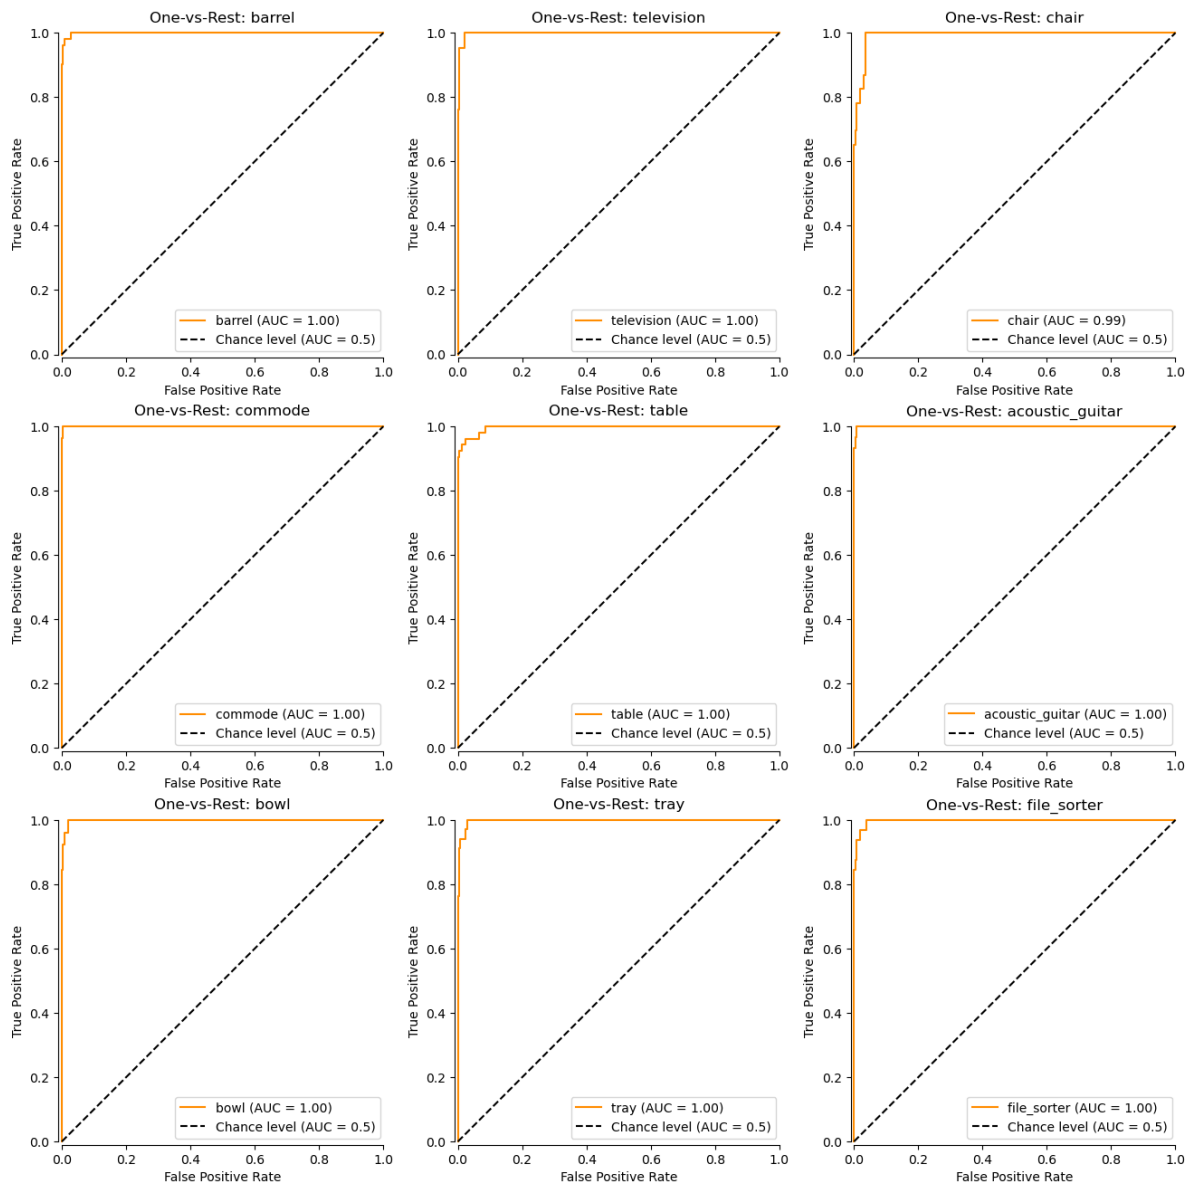 One-vs-Rest: barrel
True Positive Rate
1.0
0.8
0.6
0.4
0.2
0.0
barrel (AUC = 1.00)
Chance level (AUC = 0.5)
0.0 0.2 0.4 0.6 0.8 1.0
False Positive Rate
One-vs-Rest: television
True Positive Rate
1.0
0.8
0.6
0.4
0.2
0.0
television (AUC = 1.00)
Chance level (AUC = 0.5)
0.0 0.2 0.4 0.6 0.8 1.0
False Positive Rate
One-vs-Rest: chair
True Positive Rate
1.0
0.8
0.6
0.4
0.2
0.0
chair (AUC = 0.99)
Chance level (AUC = 0.5)
0.0 0.2 0.4 0.6 0.8 1.0
False Positive Rate
One-vs-Rest: commode
True Positive Rate
1.0
0.8
0.6
0.4
0.2
0.0
commode (AUC = 1.00)
Chance level (AUC = 0.5)
0.0 0.2 0.4 0.6 0.8 1.0
False Positive Rate
One-vs-Rest: table
True Positive Rate
1.0
0.8
0.6
0.4
0.2
0.0
table (AUC = 1.00)
Chance level (AUC = 0.5)
0.0 0.2 0.4 0.6 0.8 1.0
False Positive Rate
One-vs-Rest: acoustic_guitar
True Positive Rate
1.0
0.8
0.6
0.4
0.2
0.0
acoustic_guitar (AUC = 1.00)
Chance level (AUC = 0.5)
0.0 0.2 0.4 0.6 0.8 1.0
False Positive Rate
One-vs-Rest: bowl
True Positive Rate
1.0
0.8
0.6
0.4
0.2
0.0
bowl (AUC = 1.00)
Chance level (AUC = 0.5)
0.0 0.2 0.4 0.6 0.8 1.0
False Positive Rate
One-vs-Rest: tray
True Positive Rate
1.0
0.8
0.6
0.4
0.2
0.0
tray (AUC = 1.00)
Chance level (AUC = 0.5)
0.0 0.2 0.4 0.6 0.8 1.0
False Positive Rate
One-vs-Rest: file_sorter
True Positive Rate
1.0
0.8
0.6
0.4
0.2
0.0
file_sorter (AUC = 1.00)
Chance level (AUC = 0.5)
0.0 0.2 0.4 0.6 0.8 1.0
False Positive Rate